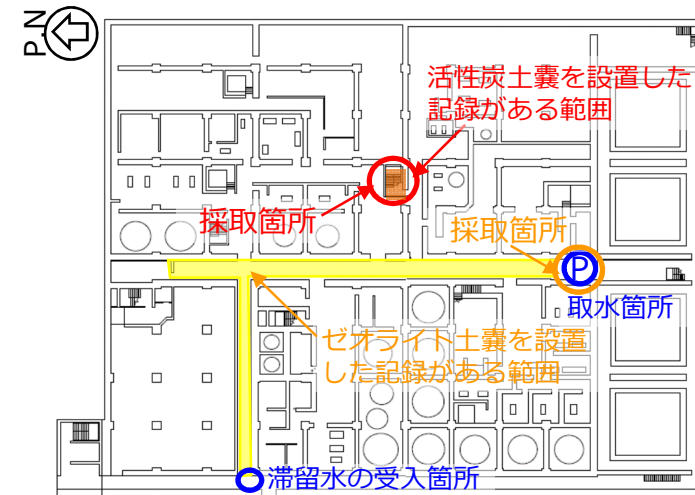 P.N
活性炭土嚢を設置した
記録がある範囲
採取箇所
採取箇所
P
取水箇所
ゼオライト土嚢を設置
した記録がある範囲
滞留水の受入箇所